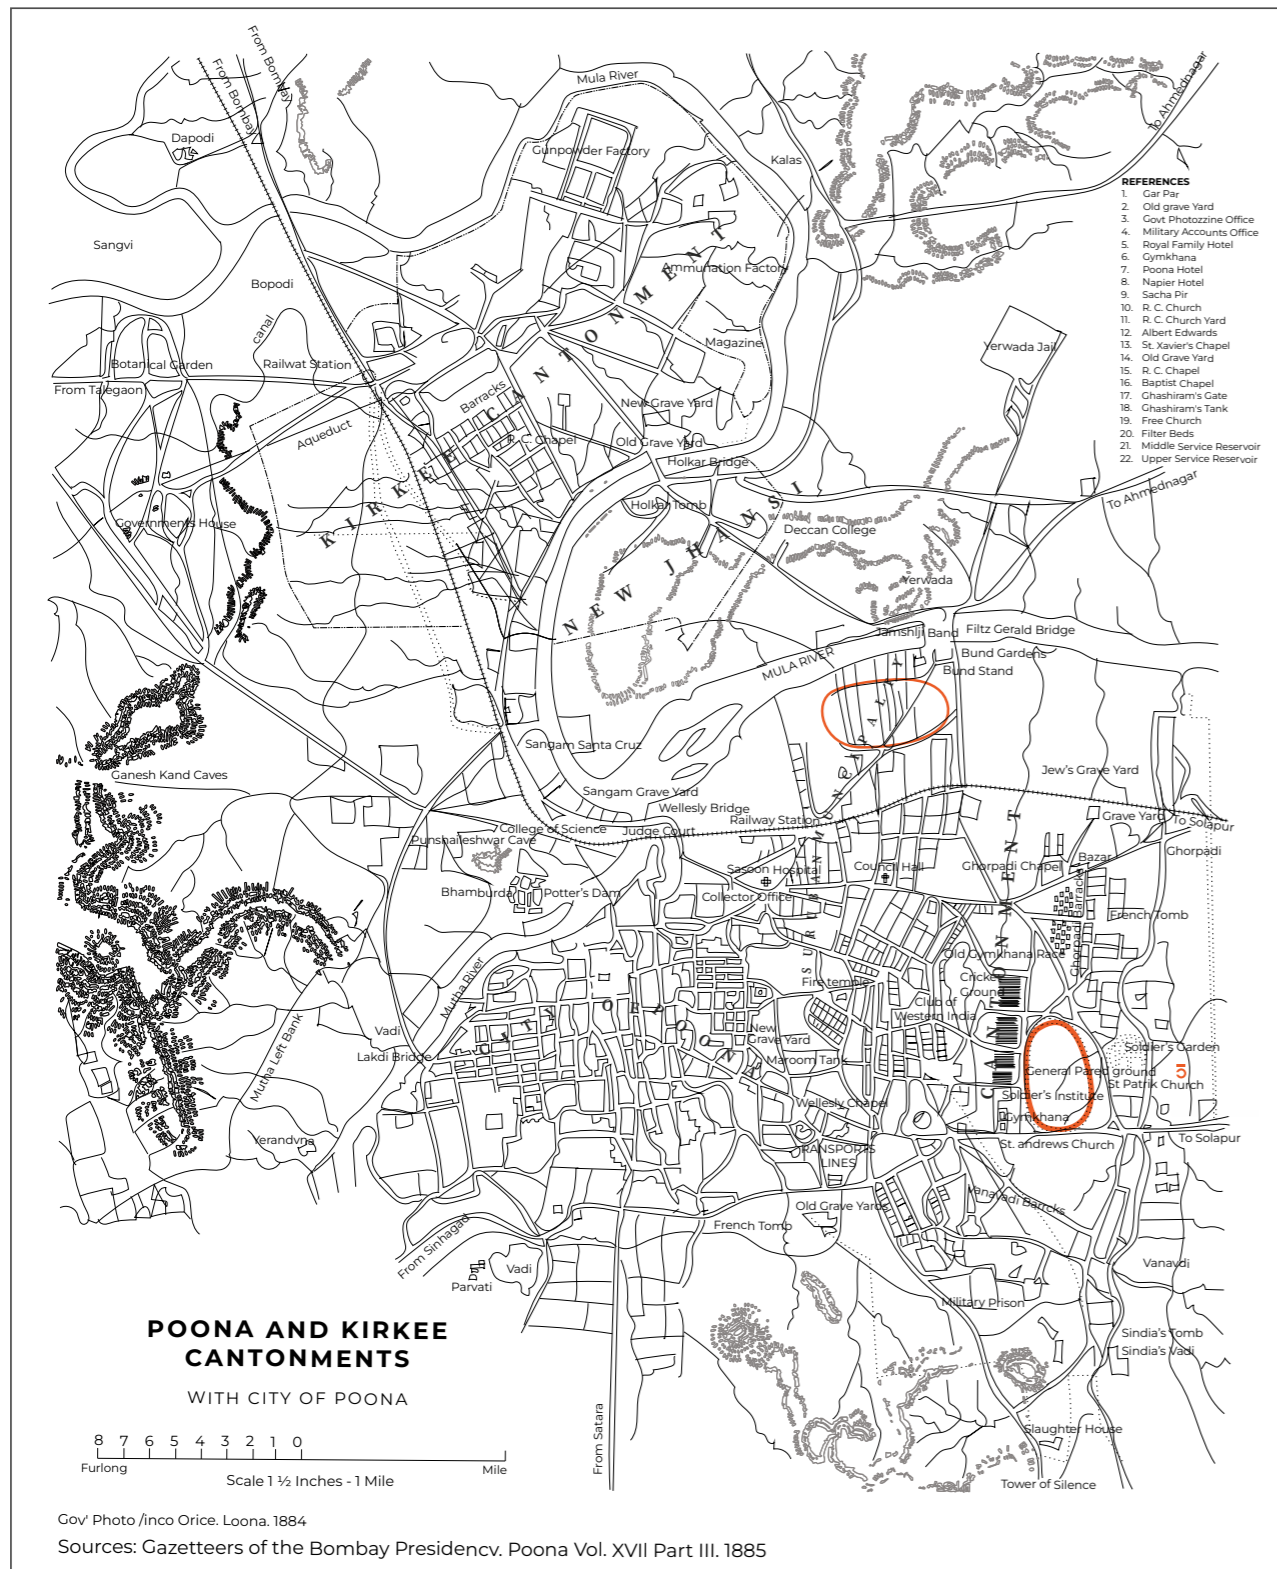 From Bombay
From Bombay
Mula River
To Ahmednagar
Dapodi
Gunpowder Factory
Kalas
Sangvi
Bopodi
Ammunation Factory
canal
Magazine
Yerwada Jail
Botanical Garden
Railwat Station
From Talegaon
Barracks
New Grave Yard
Aqueduct
R. C. Chapel
Old Grave Yard
Holkar Bridge
KIRKEE CANTONMENT
Holkar Tomb
To Ahmednagar
Governments House
Deccan College
NEW JHANSI
Yerwada
Jamshlji Band
Filtz Gerald Bridge
Bund Gardens
MULA RIVER
Bund Stand
Sangam Santa Cruz
Ganesh Kand Caves
Jew's Grave Yard
Sangam Grave Yard
Wellesly Bridge
Railway Station
Grave Yard
To Solapur
College of Science
Judge Court
Punshaileshwar Cave
Ghorpadi
Bazar
Sasoon Hospital
Council Hall
Ghorpadi Chapel
Bhamburda
Potter's Dam
Collector Office
French Tomb
SUBURBAN MUNCIPALITY
Old Gymkhana Race
Mutha River
Fire temple
Cricket
Ground
Club of
Western India
CITY OF POONA
CANTONMENT
New
Grave Yard
Vadi
Lakdi Bridge
Maroom Tank
Soldier's Garden
General Pared ground
St Patrik Church
Mutha Left Bank
Wellesly Chapel
Soldier's Institute
Gymkhana
Yerandvna
St. andrews Church
To Solapur
RANSPORTS
LINES
Vanavadi Barrcks
Old Grave Yards
French Tomb
From Sinhagad
Vadi
Parvati
Vanavdi
Military Prison
Sindia's Tomb
Sindia's Vadi
From Satara
Slaughter House
Tower of Silence
REFERENCES
1. Gar Par
2. Old grave Yard
3. Govt Photozzine Office
4. Military Accounts Office
5. Royal Family Hotel
6. Gymkhana
7. Poona Hotel
8. Napier Hotel
9. Sacha Pir
10. R. C. Church
11. R. C. Church Yard
12. Albert Edwards
13. St. Xavier's Chapel
14. Old Grave Yard
15. R. C. Chapel
16. Baptist Chapel
17. Ghashiram's Gate
18. Ghashiram's Tank
19. Free Church
20. Filter Beds
21. Middle Service Reservoir
22. Upper Service Reservoir
POONA AND KIRKEE
CANTONMENTS
WITH CITY OF POONA
8 7 6 5 4 3 2 1 0
Furlong Mile
Scale 1 ½ Inches - 1 Mile
Gov' Photo /inco Orice. Loona. 1884
Sources: Gazetteers of the Bombay Presidencv. Poona Vol. XVII Part III. 1885